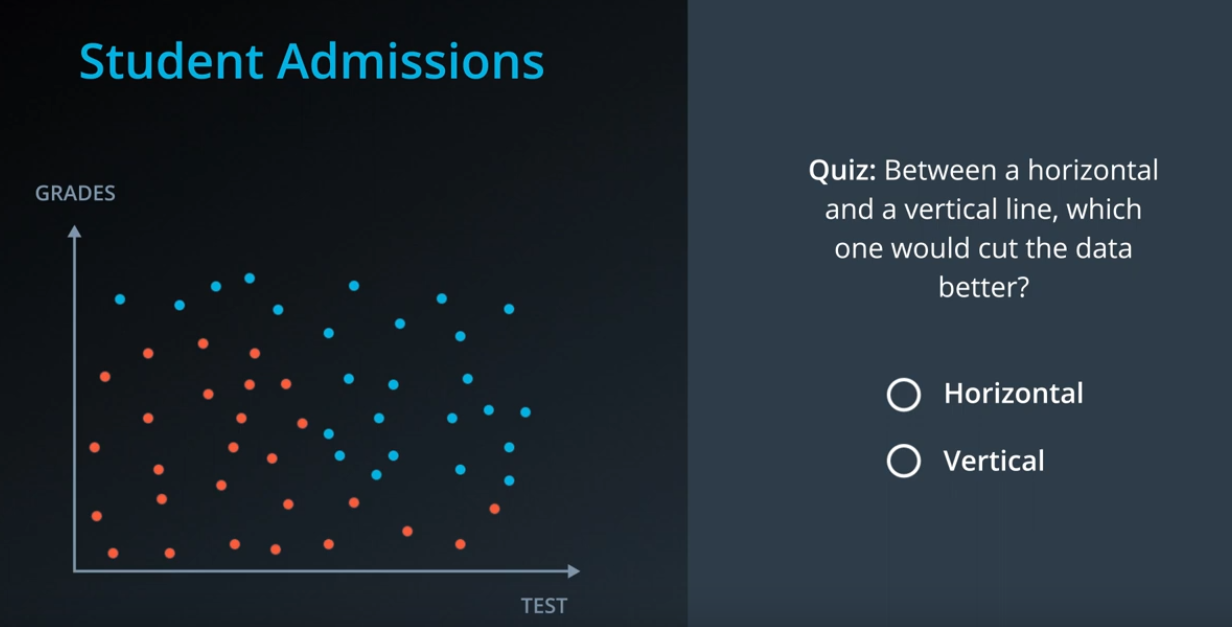 Student Admissions
GRADES
TEST
Quiz: Between a horizontal
and a vertical line, which
one would cut the data
better?
Horizontal
Vertical